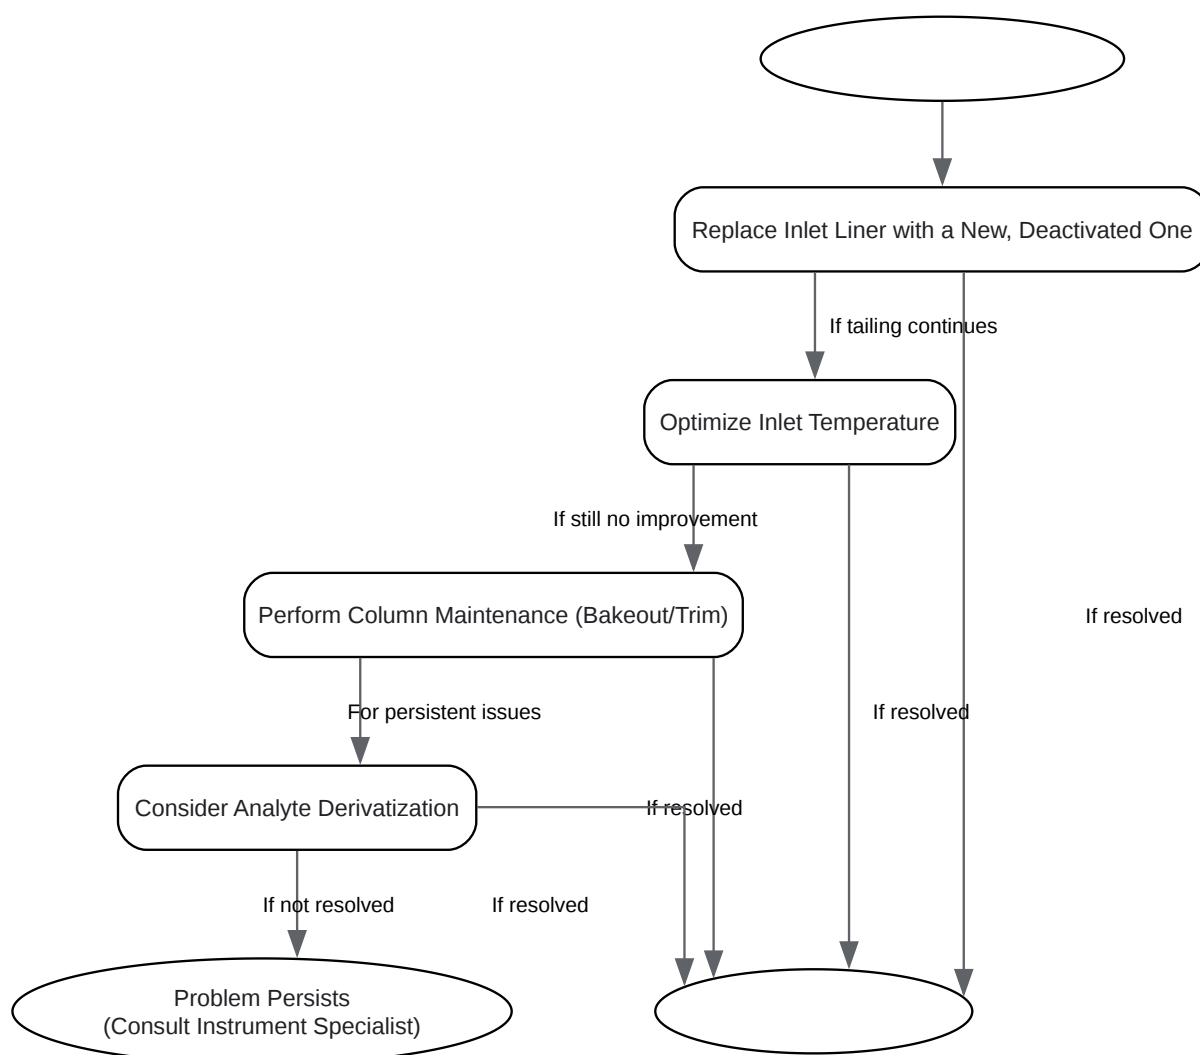 Replace Inlet Liner with a New, Deactivated One
If tailing continues
Optimize Inlet Temperature
If still no improvement
Perform Column Maintenance (Bakeout/Trim)
If resolved
For persistent issues
If resolved
Consider Analyte Derivatization
If resolved
If not resolved
If resolved
Problem Persists
(Consult Instrument Specialist)